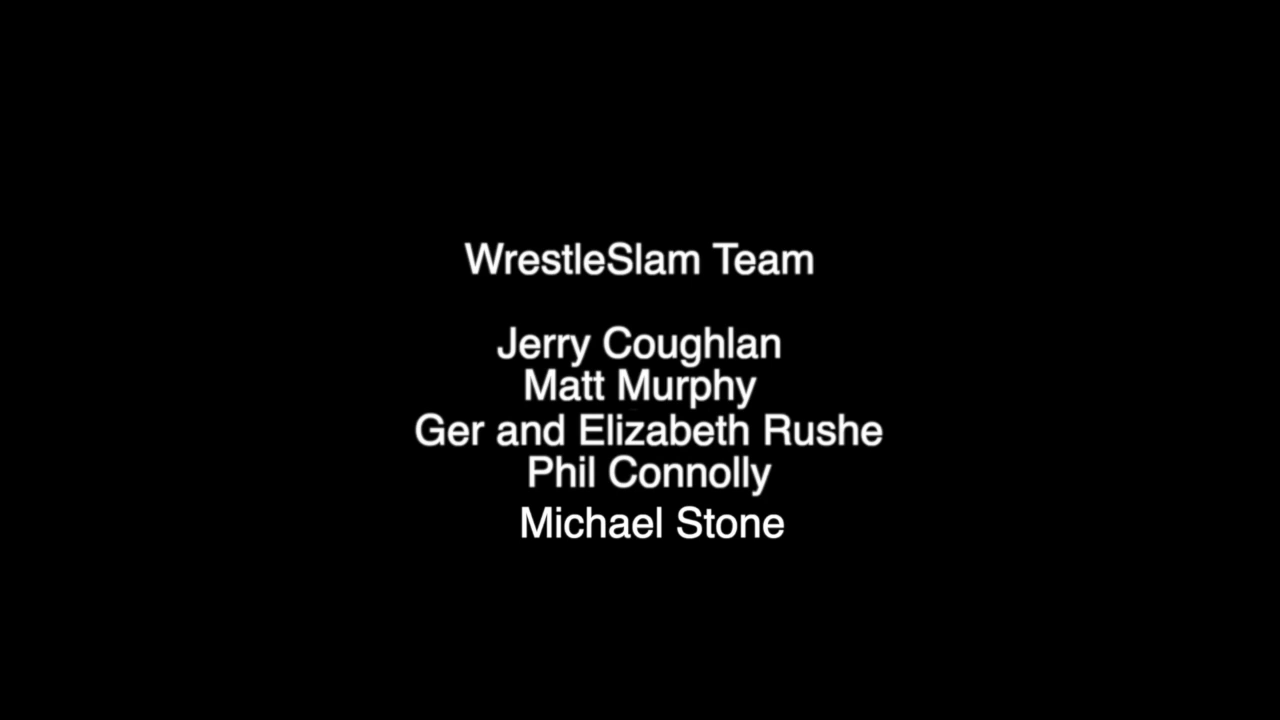 WrestleSlam Team
Jerry Coughlan
Matt Murphy
Ger and Elizabeth Rushe
Phil Connolly
Michael Stone